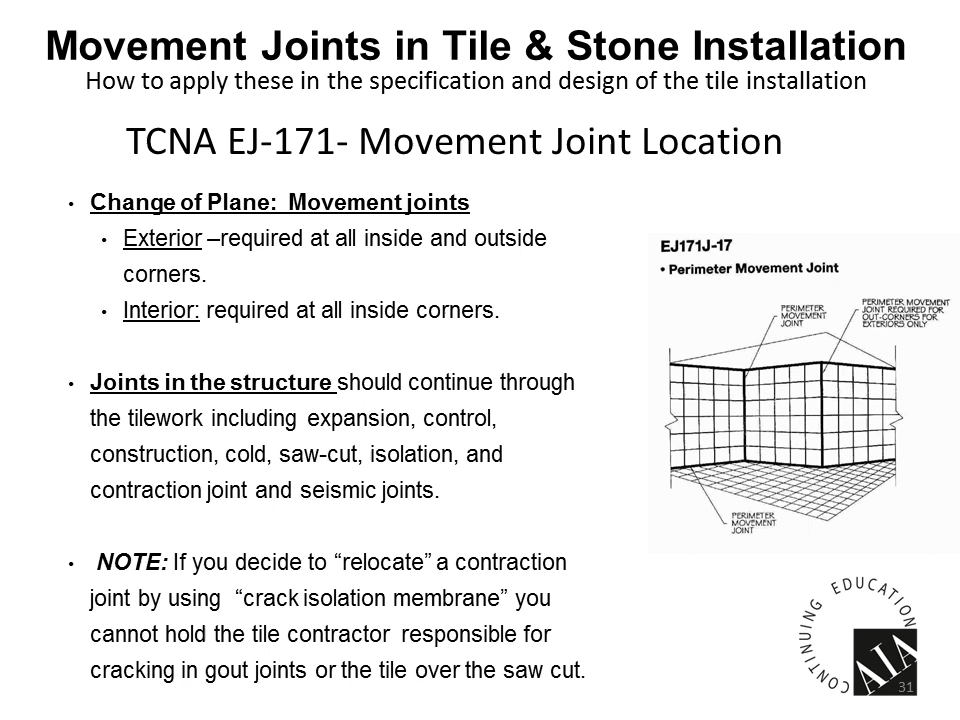 Movement Joints in Tile & Stone Installation
How to apply these in the specification and design of the tile installation
TCNA EJ-171- Movement Joint Location
• Change of Plane: Movement joints
• Exterior –required at all inside and outside
corners.
• Interior: required at all inside corners.
• Joints in the structure should continue through
the tilework including expansion, control,
construction, cold, saw-cut, isolation, and
contraction joint and seismic joints.
• NOTE: If you decide to “relocate” a contraction
joint by using “crack isolation membrane” you
cannot hold the tile contractor responsible for
cracking in gout joints or the tile over the saw cut.
EJ171J-17
• Perimeter Movement Joint
PERIMETER
MOVEMENT
JOINT
PERIMETER MOVEMENT
JOINT REQUIRED FOR
OUT-CORNERS FOR
EXTERIORS ONLY
PERIMETER
MOVEMENT
JOINT
CONTINUING EDUCATION
AIA
31